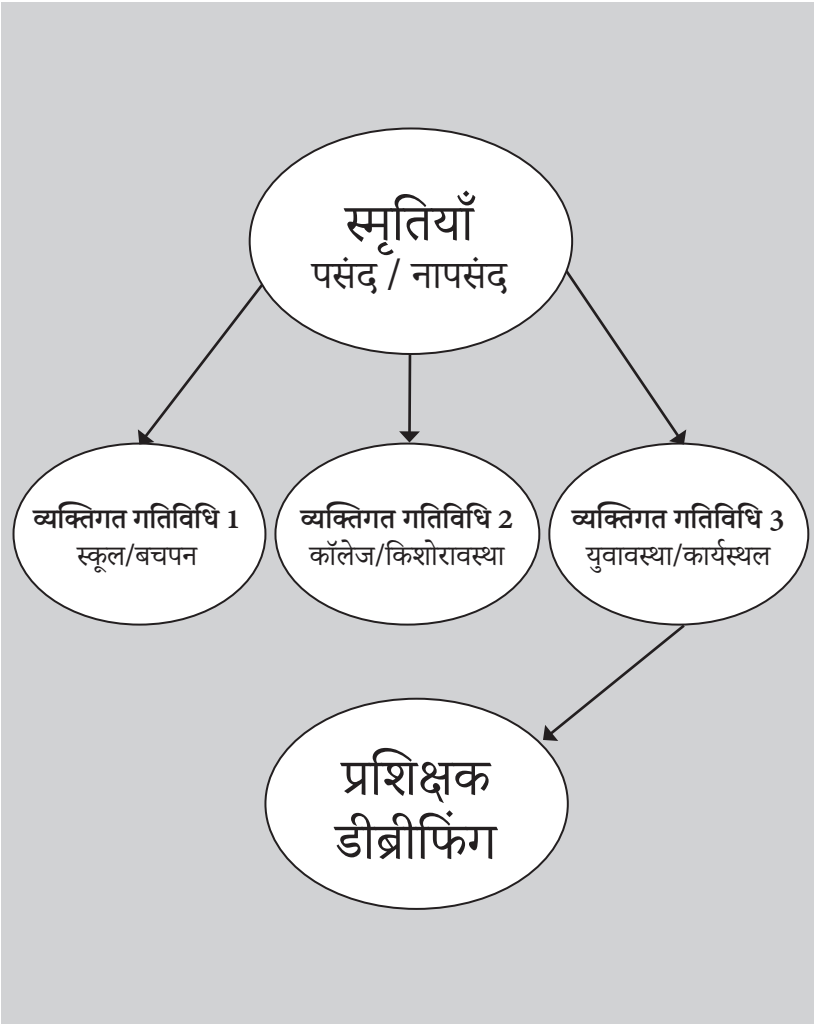 स्मृतियाँ
पसंद / नापसंद
व्यक्तिगत गतिविधि 1
स्कूल/बचपन
व्यक्तिगत गतिविधि 2
कॉलेज/किशोरावस्था
व्यक्तिगत गतिविधि 3
युवावस्था/कार्यस्थल
प्रशिक्षक
डीब्रीफिंग